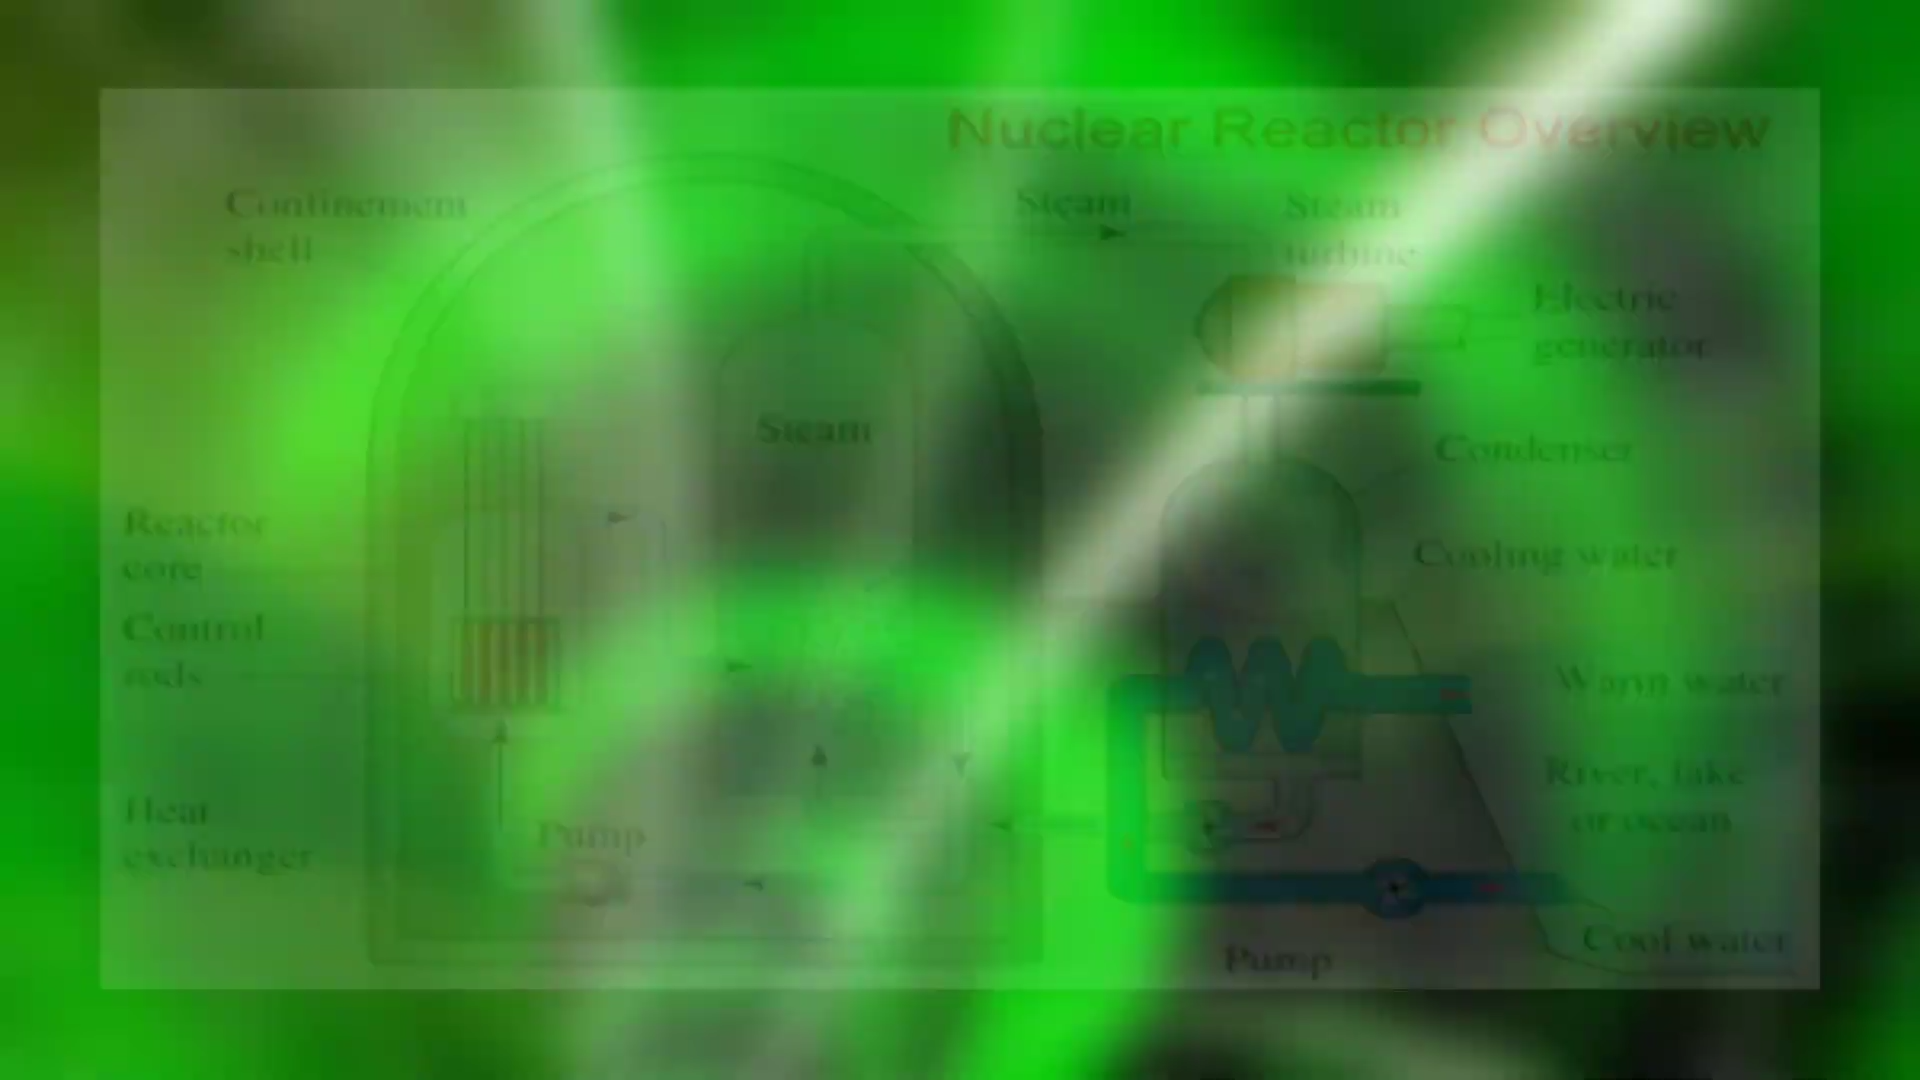 Nuclear Reactor Overview
Confinement
shell
Steam
Steam
turbine
Electric
generator
Steam
Condenser
Reactor
core
Cooling water
Control
rods
Warm water
River, lake
or ocean
Heat
exchanger
Pump
Cool water
Pump